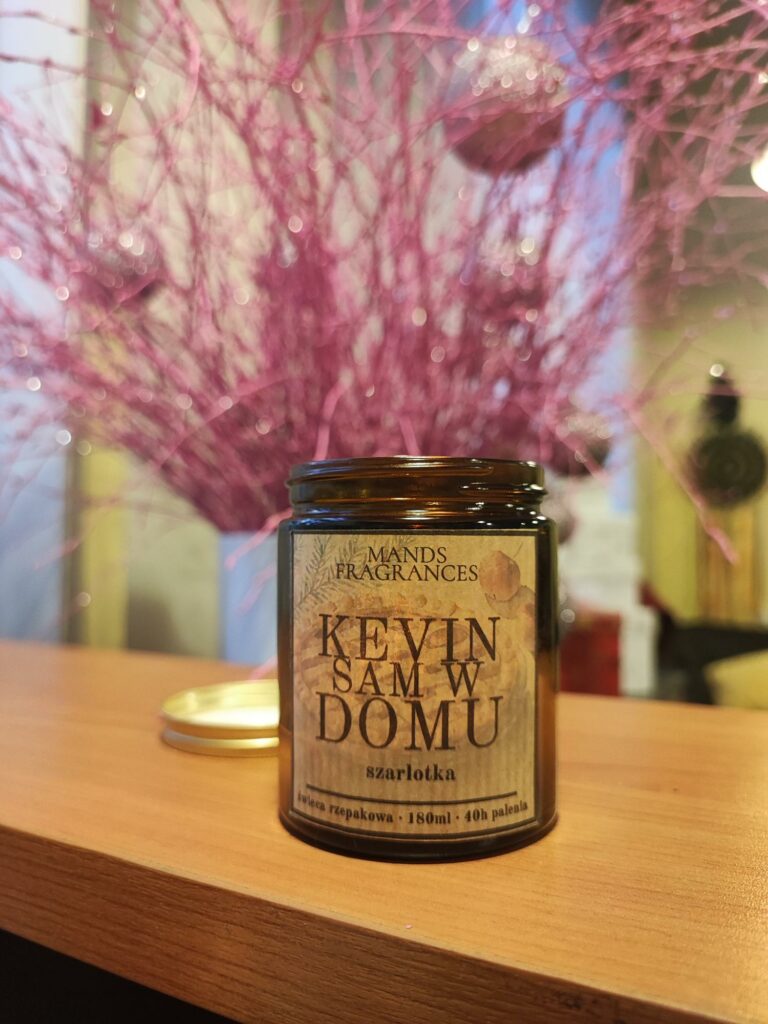 MANDS
FRAGRANCES
KEVIN
SAM W
DOMU
szarlotka
świeca rzepakowa · 180ml · 40h palenia